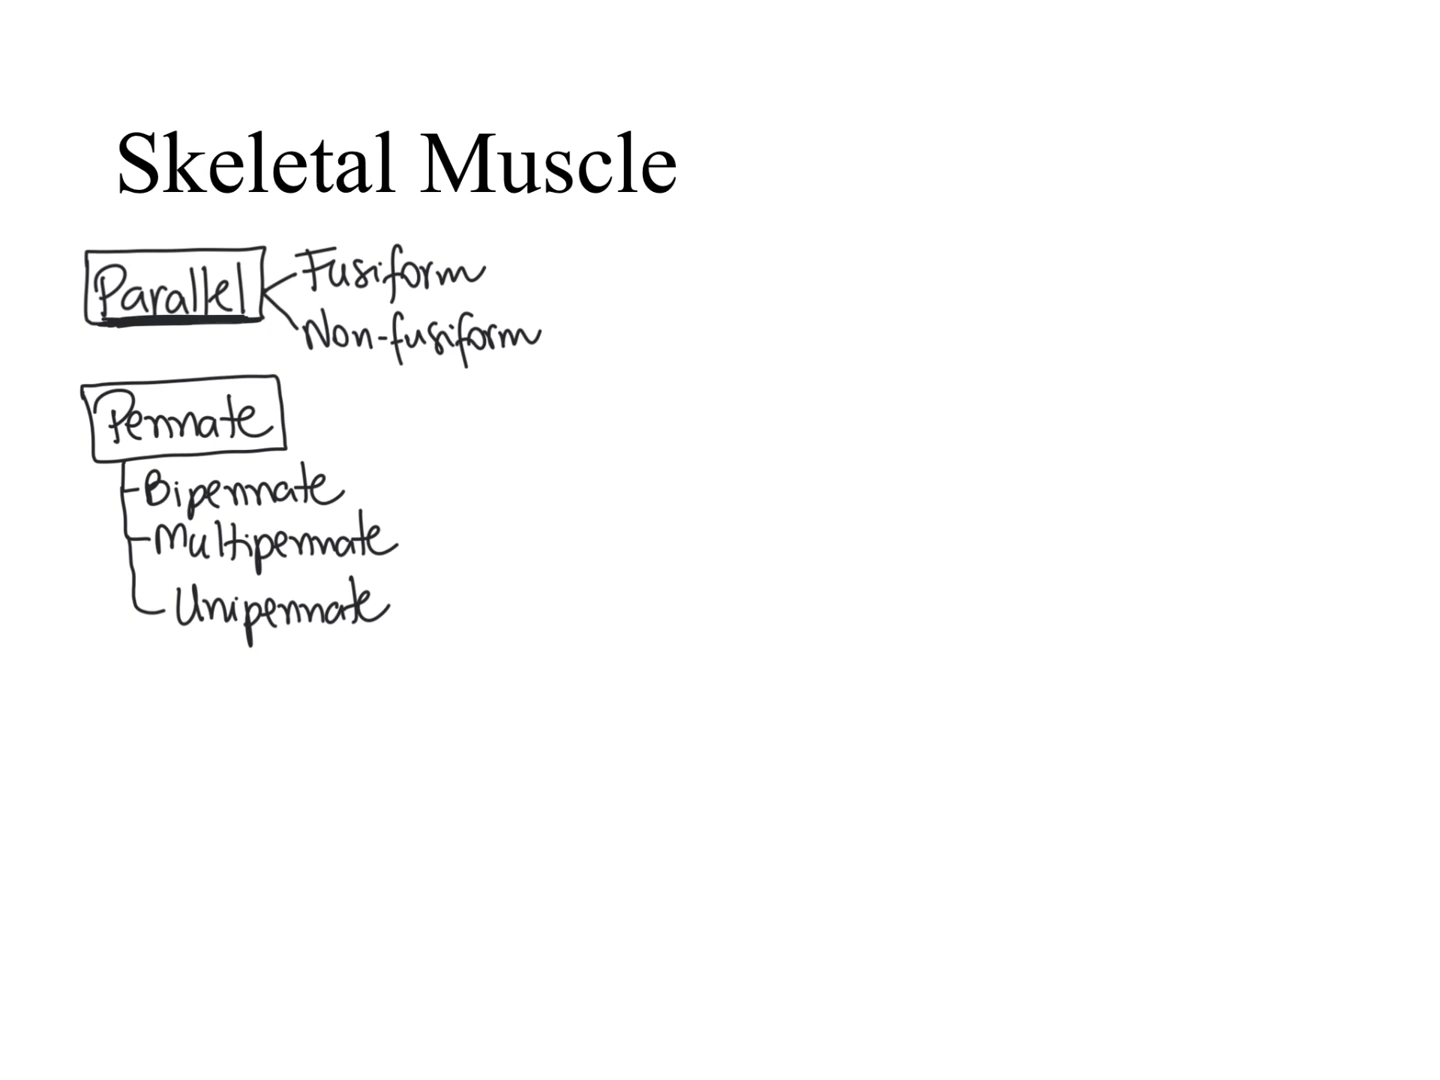 Skeletal Muscle
Parallel
Fusiform
Non-fusiform
Pennate
Bipennate
Multipennate
Unipennate